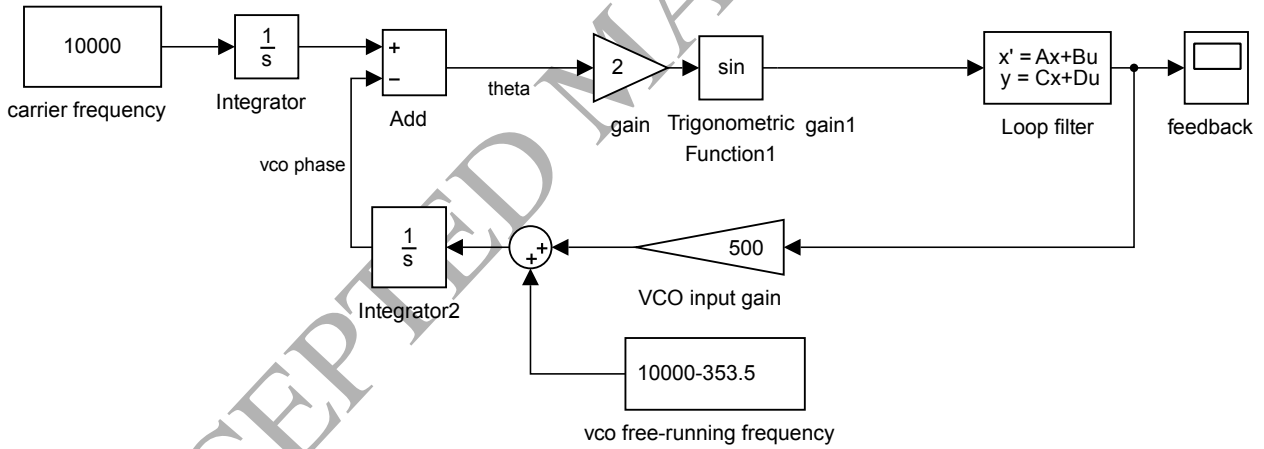 10000
carrier frequency
1
s
Integrator
+
−
Add
theta
2
gain
sin
Trigonometric
Function1
gain1
x' = Ax+Bu
y = Cx+Du
Loop filter
feedback
vco phase
1
s
Integrator2
+
+
500
VCO input gain
10000-353.5
vco free-running frequency